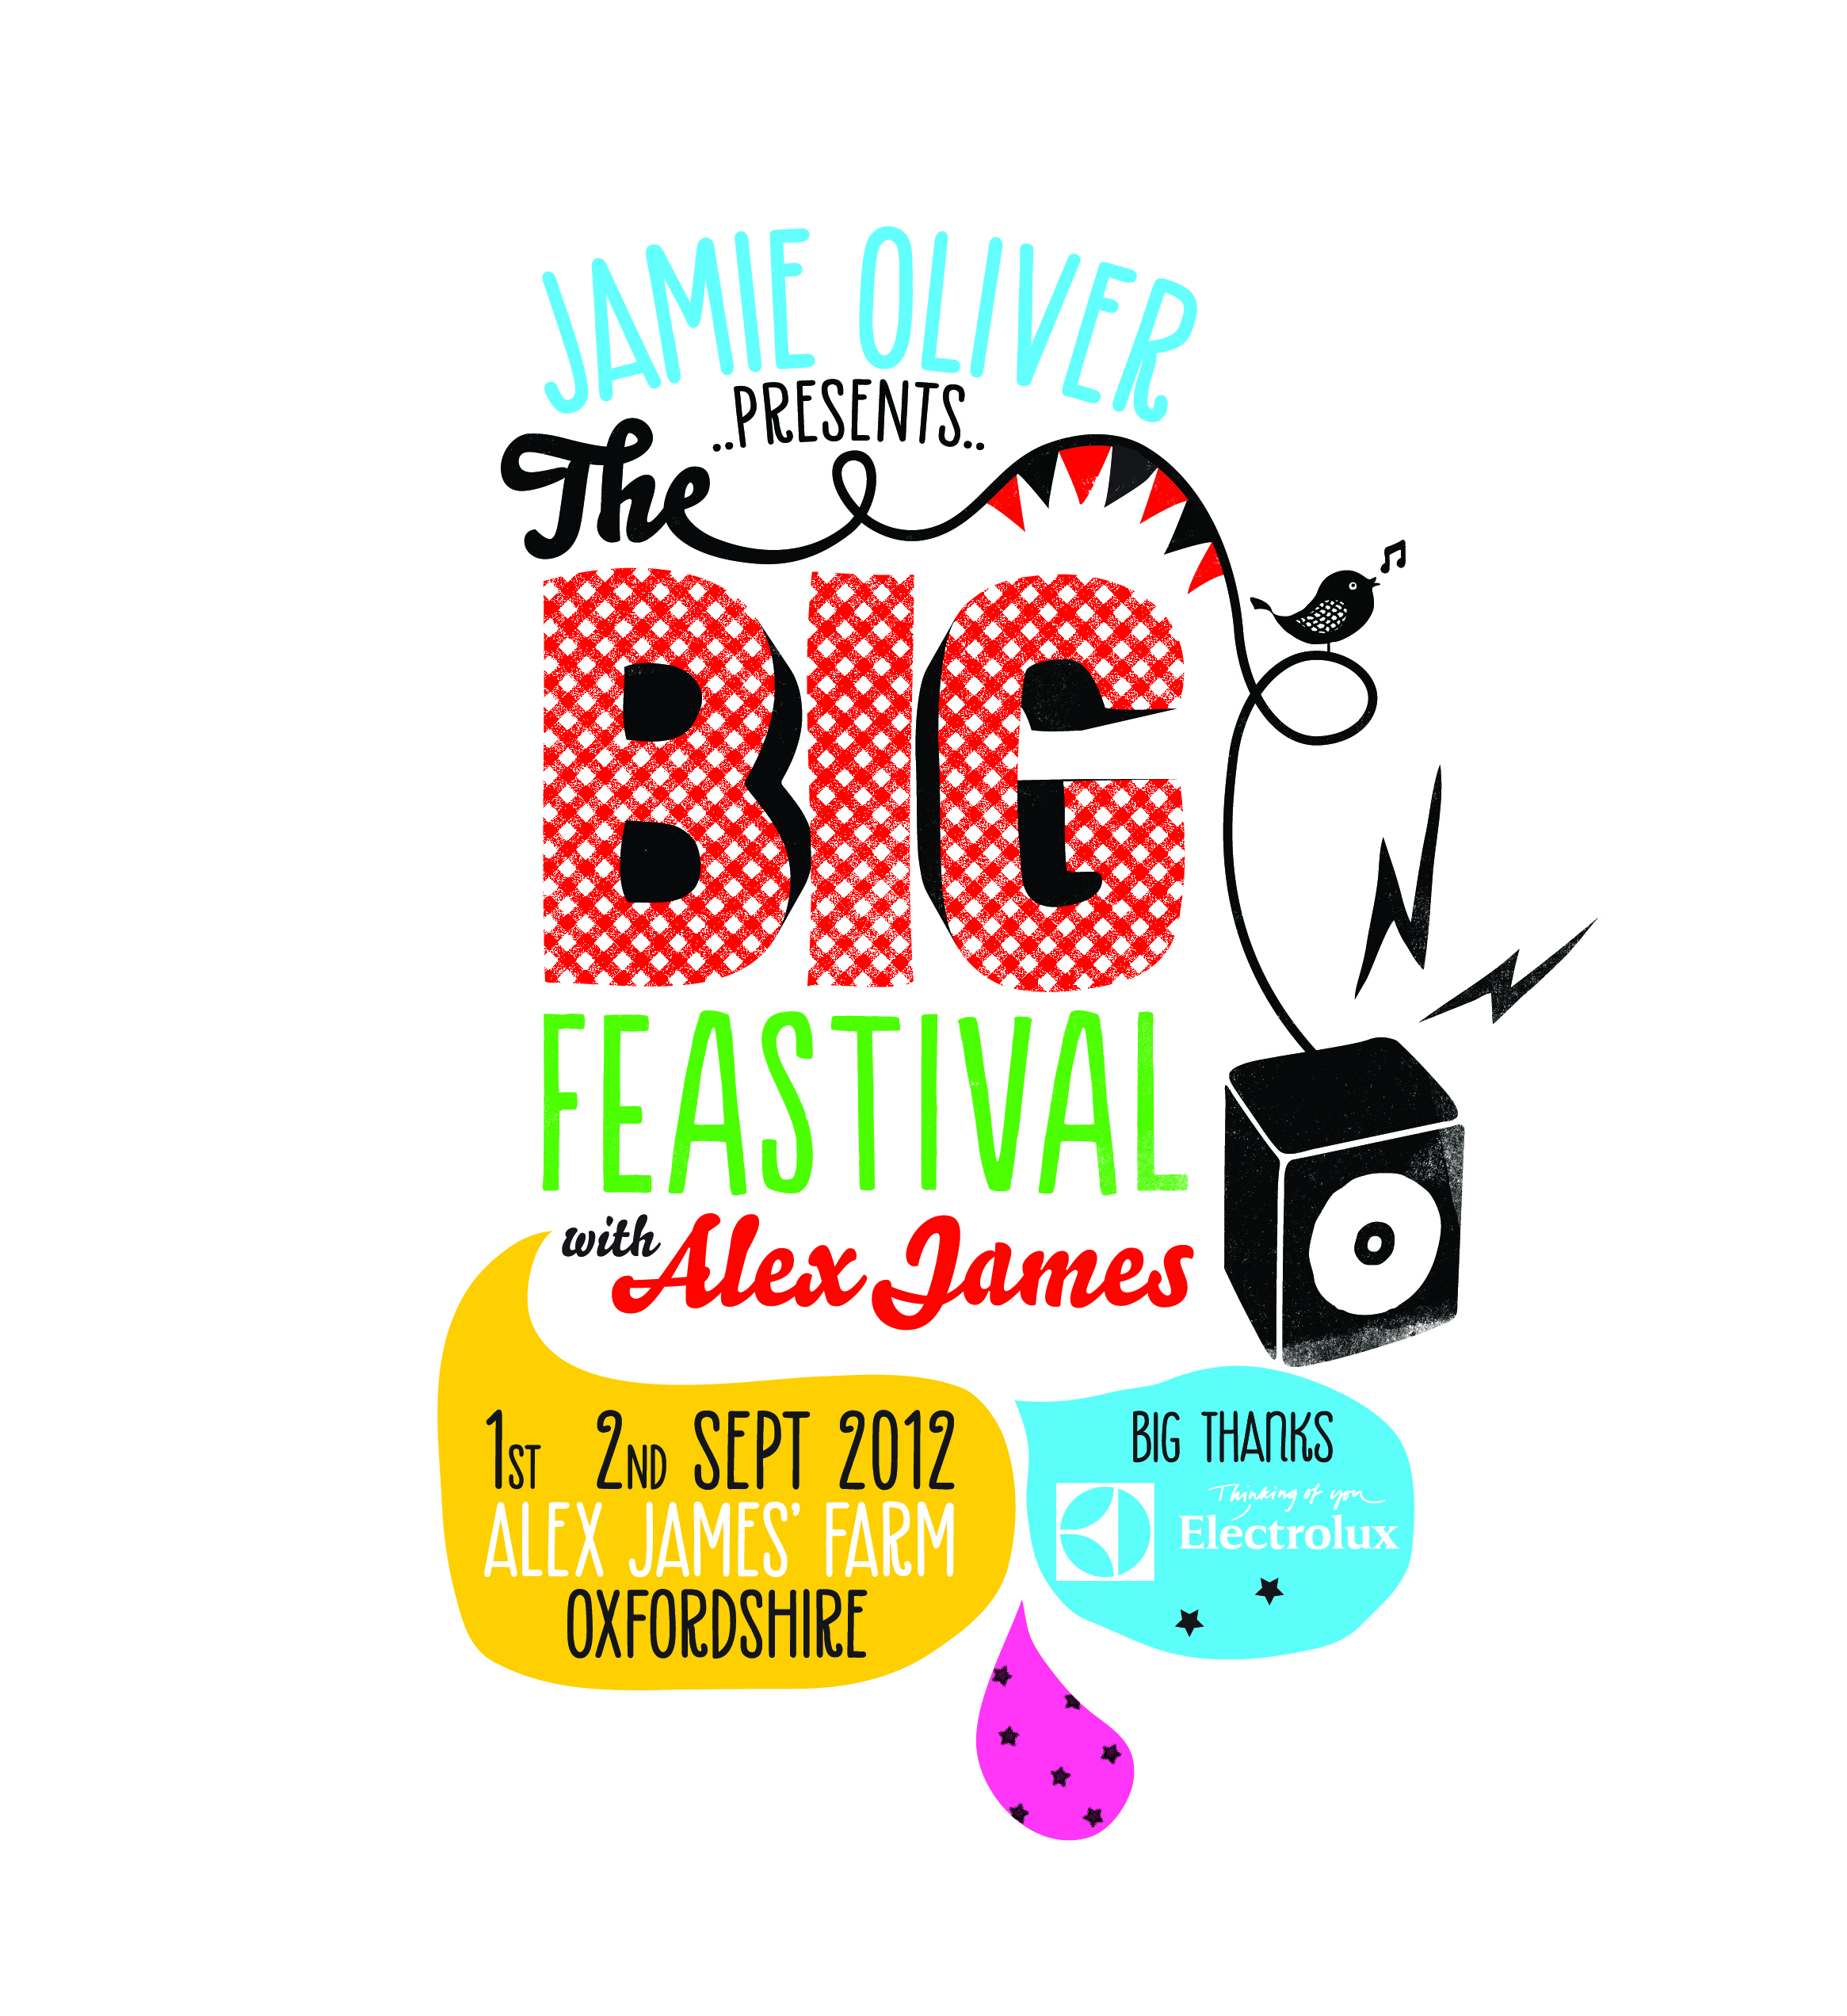 JAMIE OLIVER
..PRESENTS..
The
BIG
FEASTIVAL
with Alex James
1ST 2ND SEPT 2012
ALEX JAMES' FARM
OXFORDSHIRE
BIG THANKS
Thinking of you
Electrolux